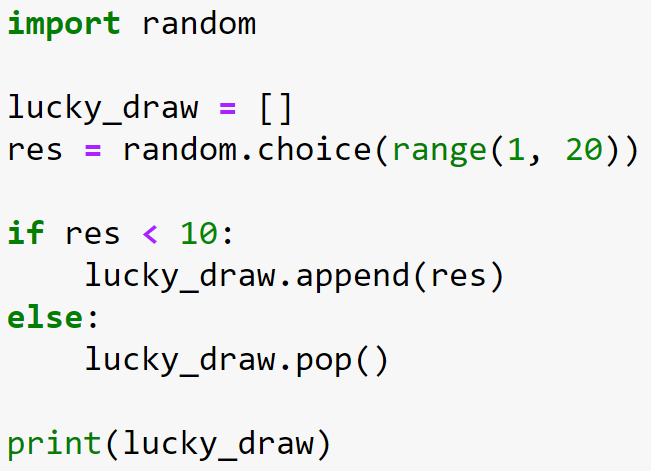 import random
lucky_draw = []
res = random.choice(range(1, 20))
if res < 10:
    lucky_draw.append(res)
else:
    lucky_draw.pop()
print(lucky_draw)